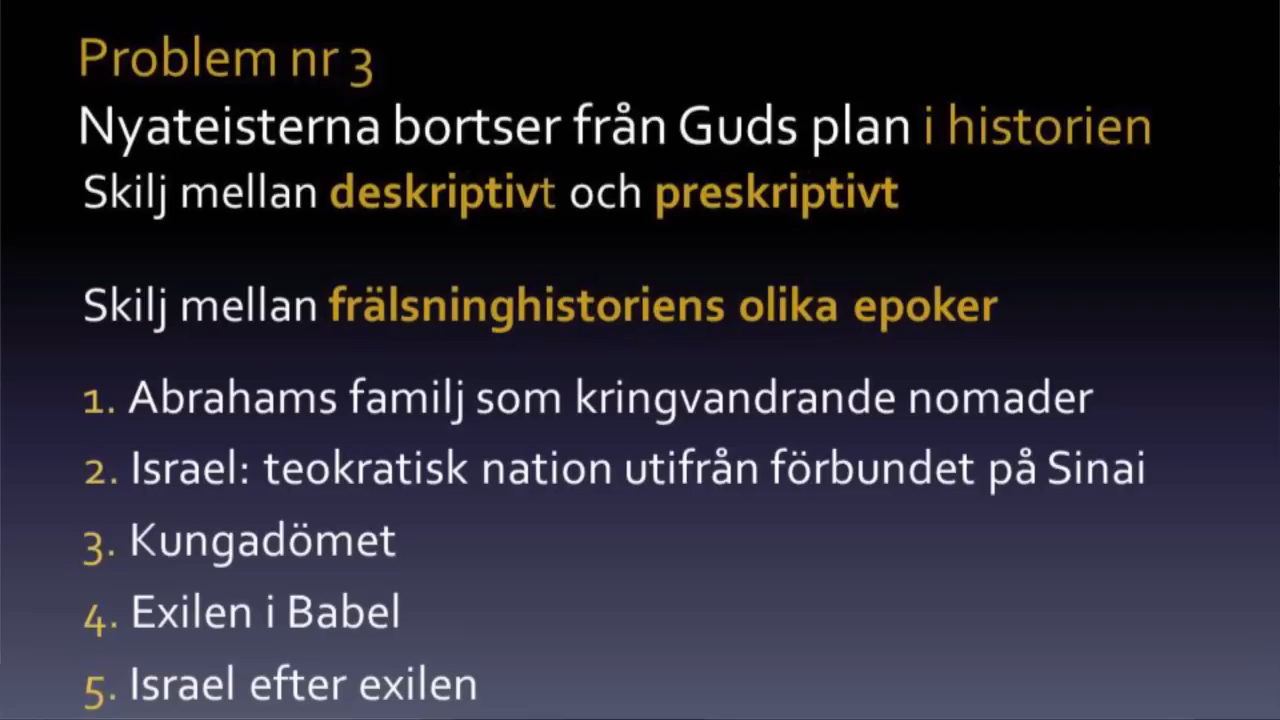 Problem nr 3
Nyateisterna bortser från Guds plan i historien
Skilj mellan deskriptivt och preskriptivt
Skilj mellan frälsninghistoriens olika epoker
1. Abrahams familj som kringvandrande nomader
2. Israel: teokratisk nation utifrån förbundet på Sinai
3. Kungadömet
4. Exilen i Babel
5. Israel efter exilen